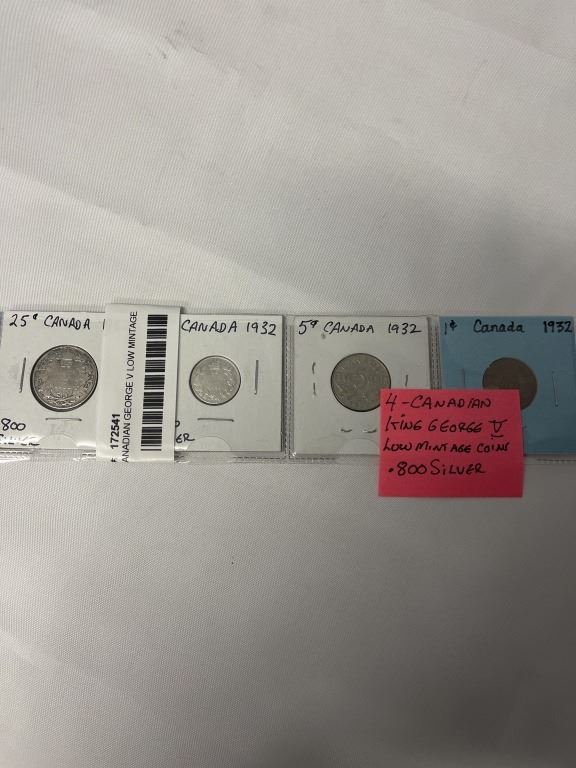 25¢ CANADA
800
CANADA 1932
5¢ CANADA 1932
1¢ Canada 1932
172541
ANADIAN GEORGE V LOW MINTAGE
4-CANADIAN
KING GEORGE V
LOW MINTAGE COINS
.800 SILVER